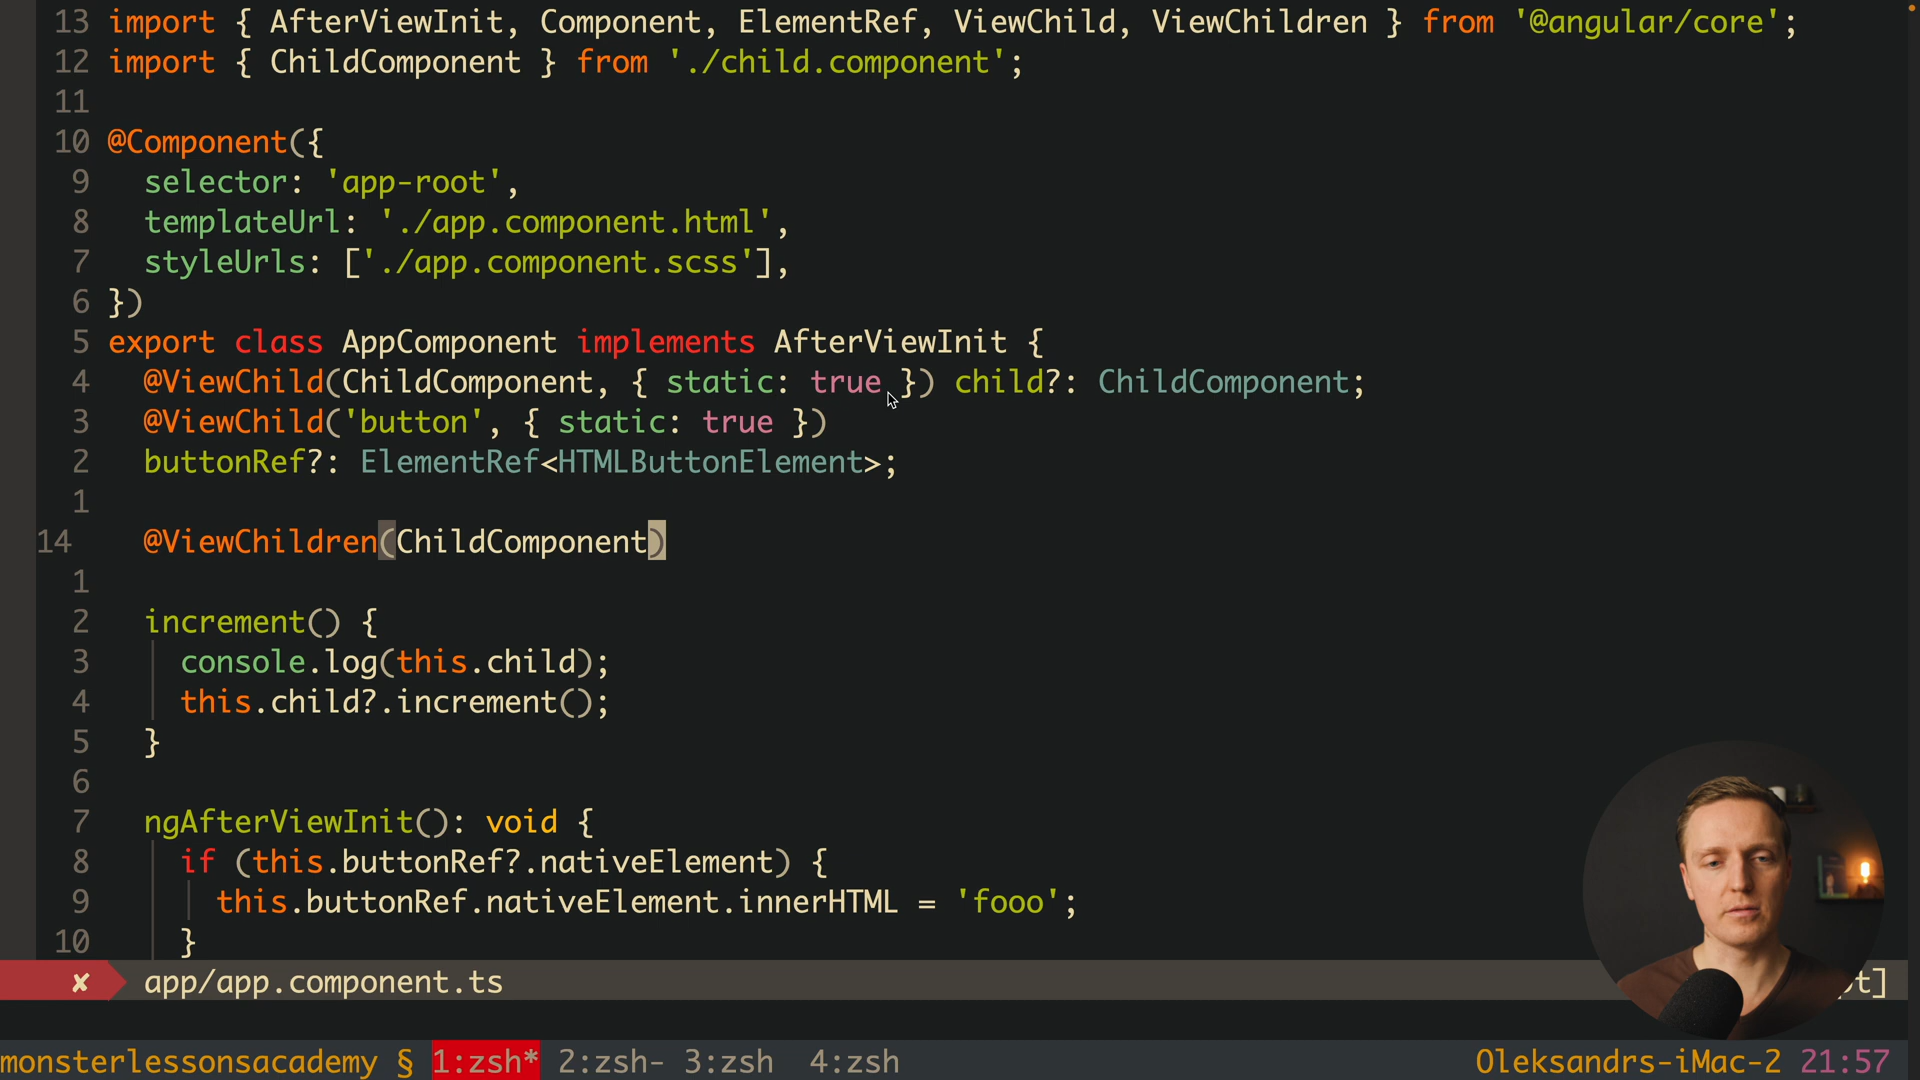 13 import { AfterViewInit, Component, ElementRef, ViewChild, ViewChildren } from '@angular/core';
12 import { ChildComponent } from './child.component';
11
10 @Component({
9 selector: 'app-root',
8 templateUrl: './app.component.html',
7 styleUrls: ['./app.component.scss'],
6 })
5 export class AppComponent implements AfterViewInit {
4 @ViewChild(ChildComponent, { static: true }) child?: ChildComponent;
3 @ViewChild('button', { static: true })
2 buttonRef?: ElementRef<HTMLButtonElement>;
1
14 @ViewChildren(ChildComponent)
1
2 increment() {
3 console.log(this.child);
4 this.child?.increment();
5 }
6
7 ngAfterViewInit(): void {
8 if (this.buttonRef?.nativeElement) {
9 this.buttonRef.nativeElement.innerHTML = 'fooo';
10 }
✘ app/app.component.ts
monsterlessonsacademy § 1:zsh* 2:zsh- 3:zsh 4:zsh Oleksandrs-iMac-2 21:57